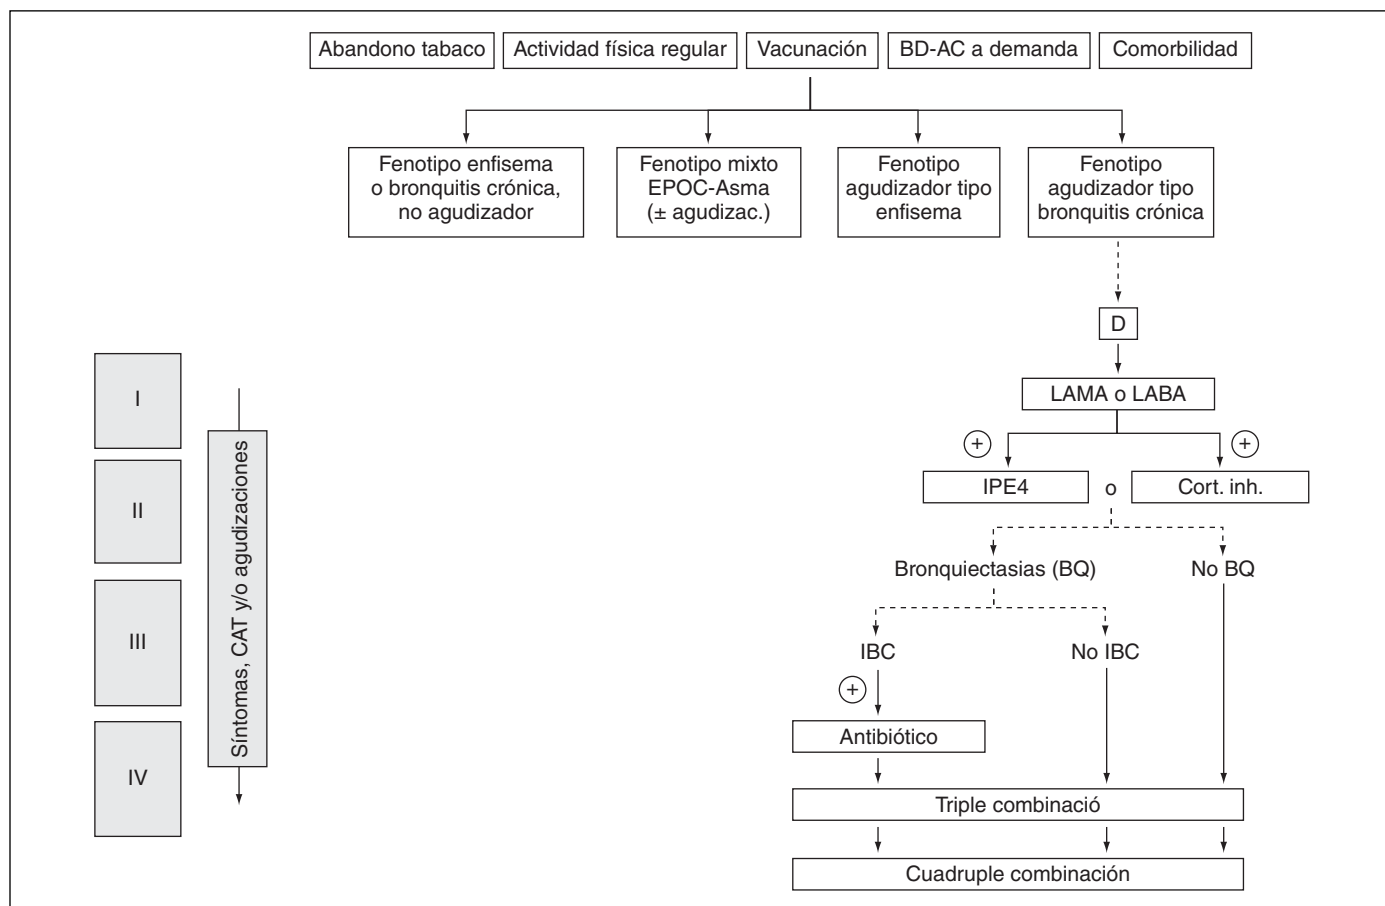 Abandono tabaco
Actividad física regular
Vacunación
BD-AC a demanda
Comorbilidad
Fenotipo enfisema
o bronquitis crónica,
no agudizador
Fenotipo mixto
EPOC-Asma
(± agudizac.)
Fenotipo
agudizador tipo
enfisema
Fenotipo
agudizador tipo
bronquitis crónica
D
LAMA o LABA
+
+
IPE4
o
Cort. inh.
Bronquiectasias (BQ)
No BQ
IBC
No IBC
+
Antibiótico
Triple combinació
Cuadruple combinación
I
II
III
IV
Síntomas, CAT y/o agudizaciones